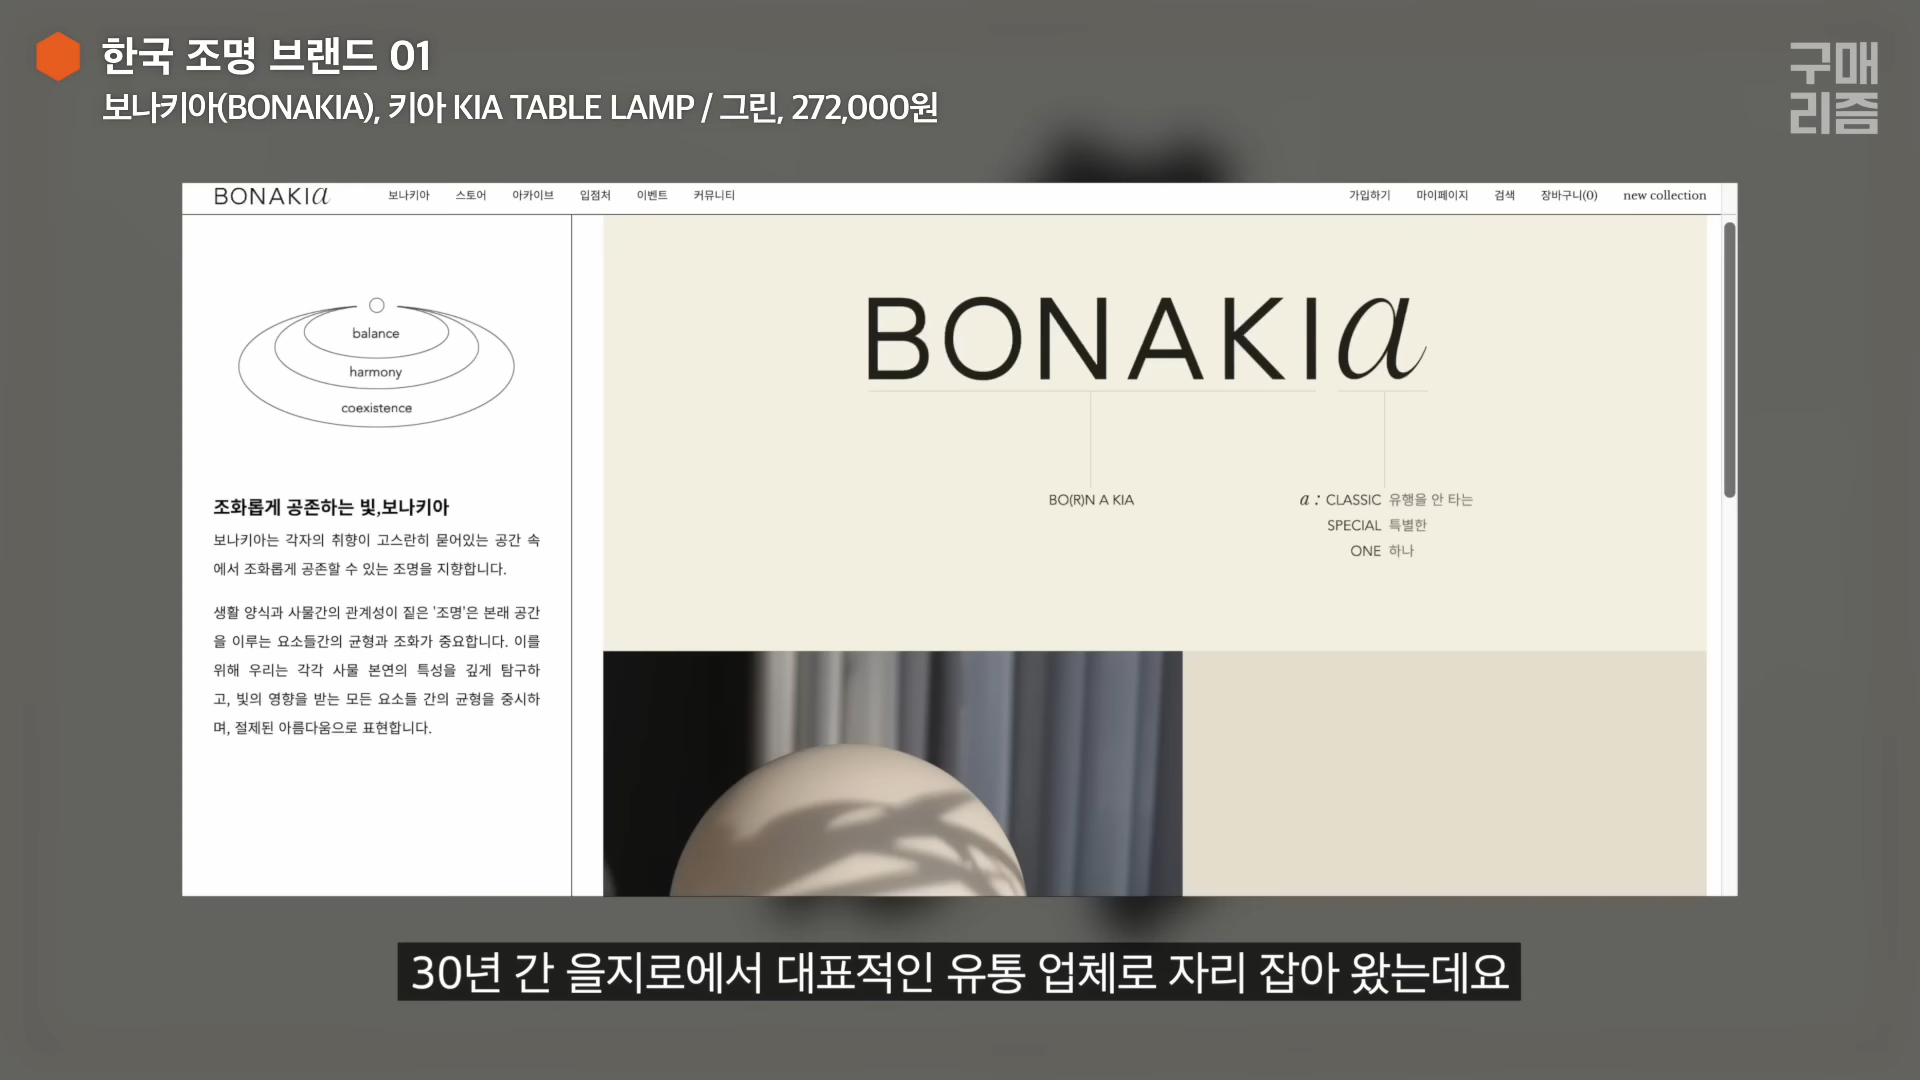 한국 조명 브랜드 01
보나키아(BONAKIA), 키아 KIA TABLE LAMP / 그린, 272,000원
구매
리즘
BONAKIa 보나키아 스토어 아카이브 입점처 이벤트 커뮤니티 가입하기 마이페이지 검색 장바구니(0) new collection
balance
harmony
coexistence
조화롭게 공존하는 빛,보나키아
보나키아는 각자의 취향이 고스란히 묻어있는 공간 속
에서 조화롭게 공존할 수 있는 조명을 지향합니다.
생활 양식과 사물간의 관계성이 짙은 '조명'은 본래 공간
을 이루는 요소들간의 균형과 조화가 중요합니다. 이를
위해 우리는 각각 사물 본연의 특성을 깊게 탐구하
고, 빛의 영향을 받는 모든 요소들 간의 균형을 중시하
며, 절제된 아름다움으로 표현합니다.
BONAKIa
BO(R)N A KIA
a : CLASSIC 유행을 안 타는
SPECIAL 특별한
ONE 하나
30년 간 을지로에서 대표적인 유통 업체로 자리 잡아 왔는데요